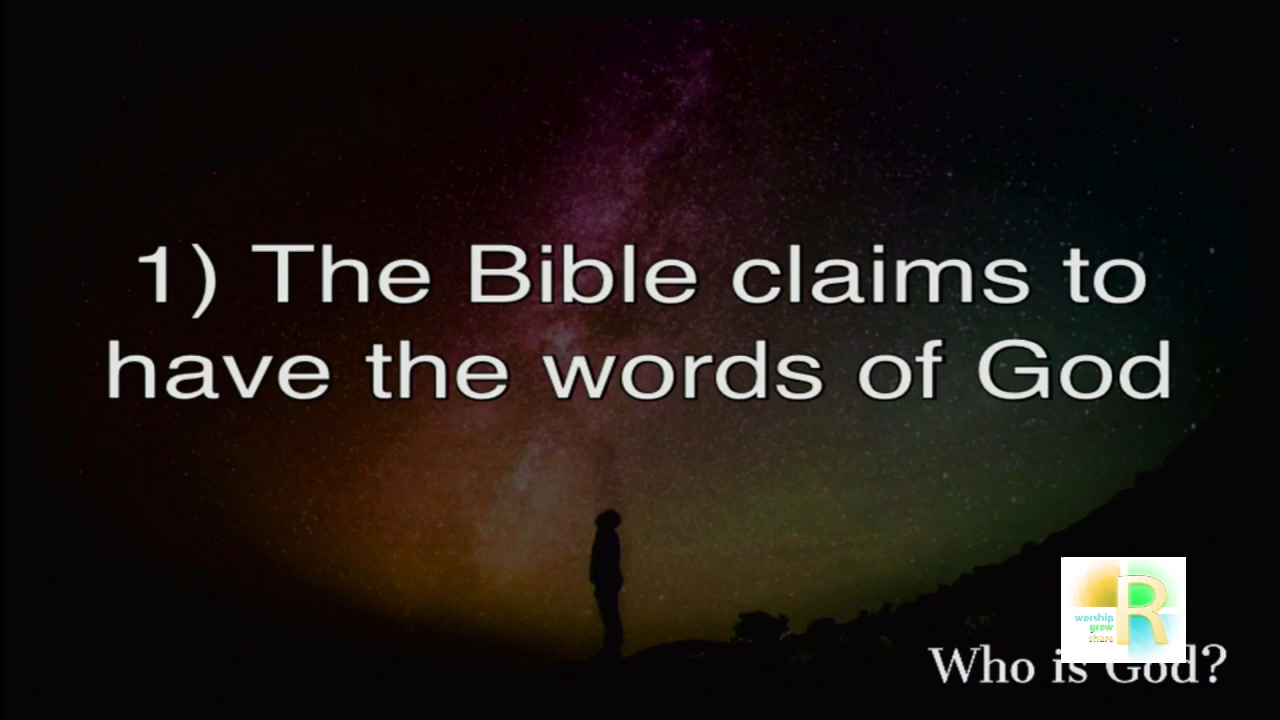 1) The Bible claims to
have the words of God
worship
grow
share
R
Who is God?